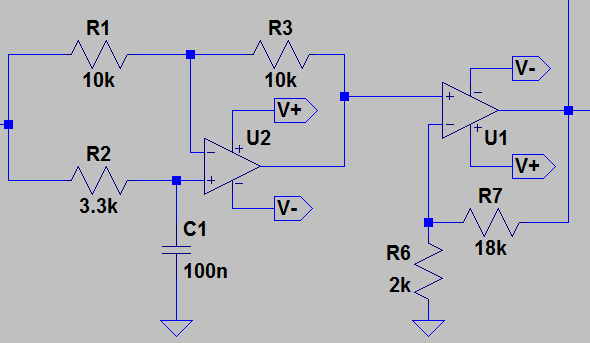 R1
10k
R3
10k
V-
V+
U2
U1
R2
3.3k
V+
V-
C1
100n
R7
18k
R6
2k